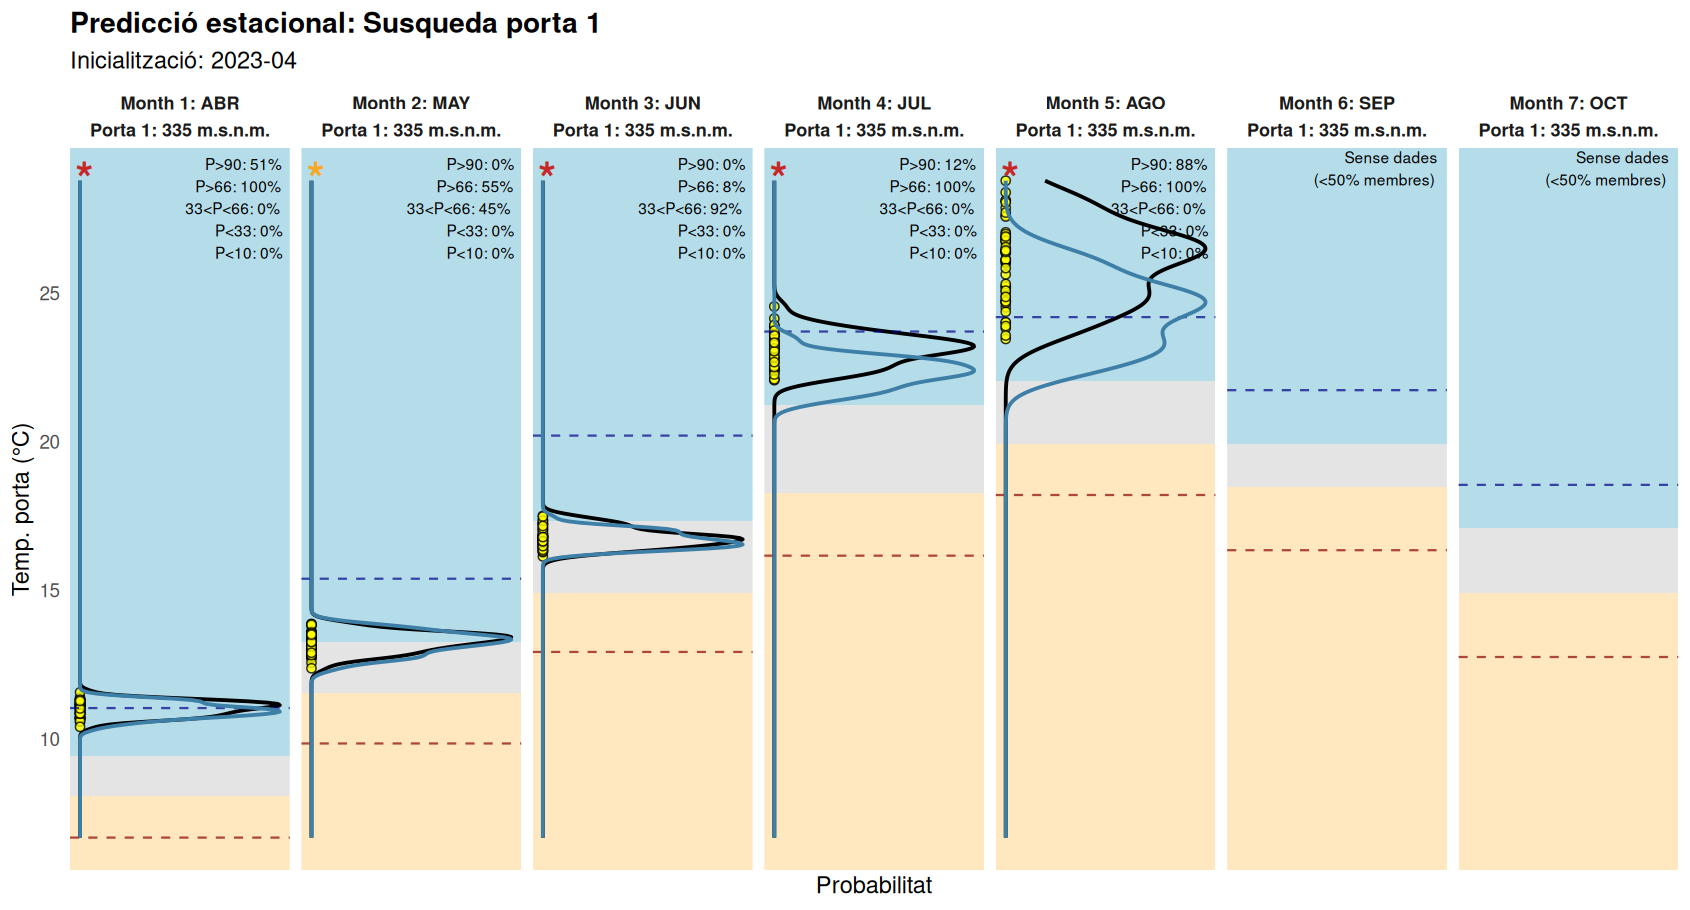 Predicció estacional: Susqueda porta 1
Inicialització: 2023-04
Month 1: ABR
Porta 1: 335 m.s.n.m.
Month 2: MAY
Porta 1: 335 m.s.n.m.
Month 3: JUN
Porta 1: 335 m.s.n.m.
Month 4: JUL
Porta 1: 335 m.s.n.m.
Month 5: AGO
Porta 1: 335 m.s.n.m.
Month 6: SEP
Porta 1: 335 m.s.n.m.
Month 7: OCT
Porta 1: 335 m.s.n.m.
*
P>90: 51%
P>66: 100%
33<P<66: 0%
P<33: 0%
P<10: 0%
*
P>90: 0%
P>66: 55%
33<P<66: 45%
P<33: 0%
P<10: 0%
*
P>90: 0%
P>66: 8%
33<P<66: 92%
P<33: 0%
P<10: 0%
*
P>90: 12%
P>66: 100%
33<P<66: 0%
P<33: 0%
P<10: 0%
*
P>90: 88%
P>66: 100%
33<P<66: 0%
P<33: 0%
P<10: 0%
Sense dades
(<50% membres)
Sense dades
(<50% membres)
25
20
15
10
Temp. porta (°C)
Probabilitat